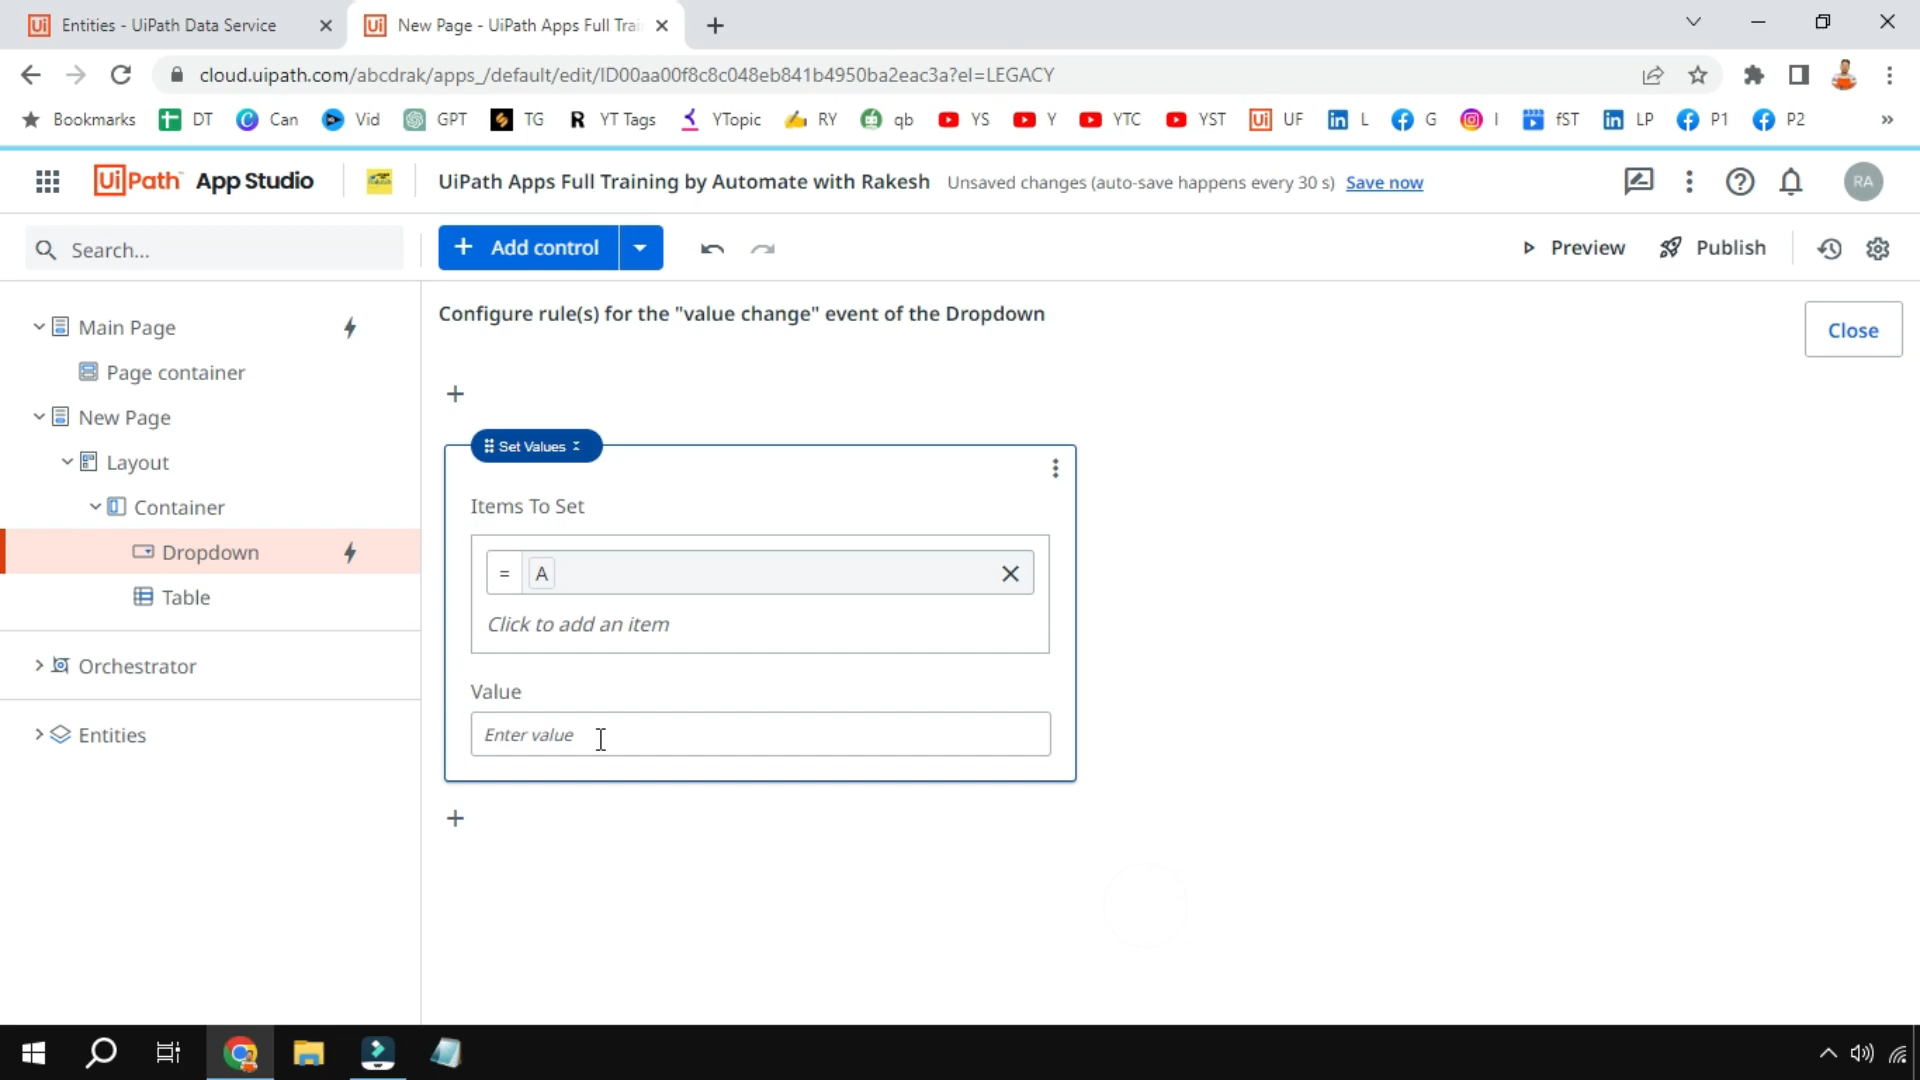 Entities - UiPath Data Service
New Page - UiPath Apps Full Trai
cloud.uipath.com/abcdrak/apps_/default/edit/ID00aa00f8c8c048eb841b4950ba2eac3a?el=LEGACY
Bookmarks DT Can Vid GPT TG YT Tags YTopic RY qb YS Y YTC YST UF L G I fST LP P1 P2 »
UiPath App Studio UiPath Apps Full Training by Automate with Rakesh Unsaved changes (auto-save happens every 30 s) Save now RA
Search... + Add control Preview Publish
Configure rule(s) for the "value change" event of the Dropdown
Close
Main Page
Page container
New Page
Layout
Container
Dropdown
Table
Orchestrator
Entities
Set Values
Items To Set
= A
Click to add an item
Value
Enter value